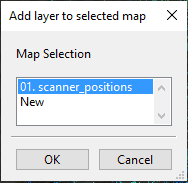 Add layer to selected map
Map Selection
01. scanner_positions
New
OK
Cancel